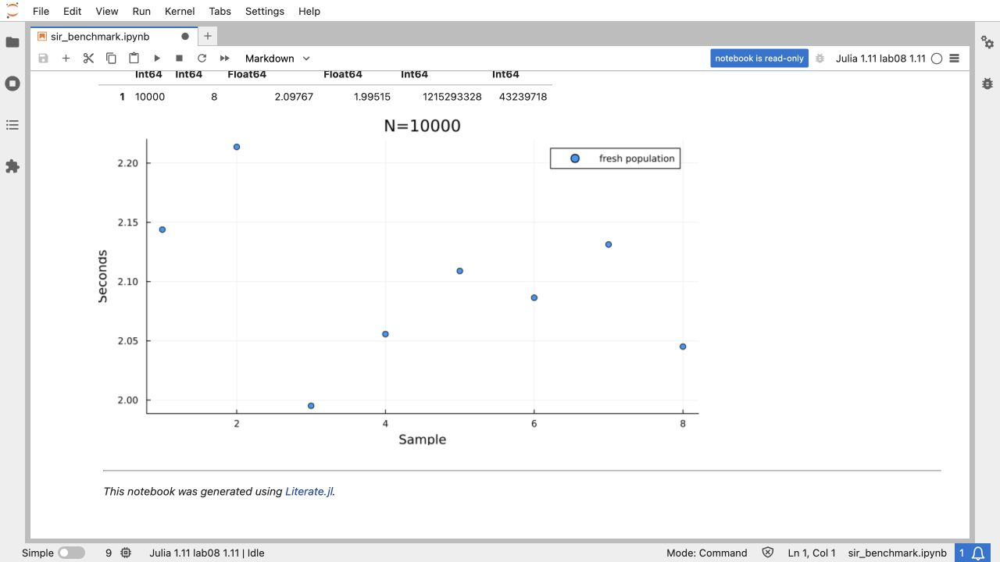 File Edit View Run Kernel Tabs Settings Help
sir_benchmark.ipynb
Markdown notebook is read-only Julia 1.11 lab08 1.11
Int64 Int64 Float64 Float64 Int64 Int64
1 10000 8 2.09767 1.99515 1215293328 43239718
N=10000
fresh population
2.20
2.15
2.10
2.05
2.00
Seconds
2 4 6 8
Sample
This notebook was generated using Literate.jl.
Simple 9 Julia 1.11 lab08 1.11 | Idle Mode: Command Ln 1, Col 1 sir_benchmark.ipynb 1